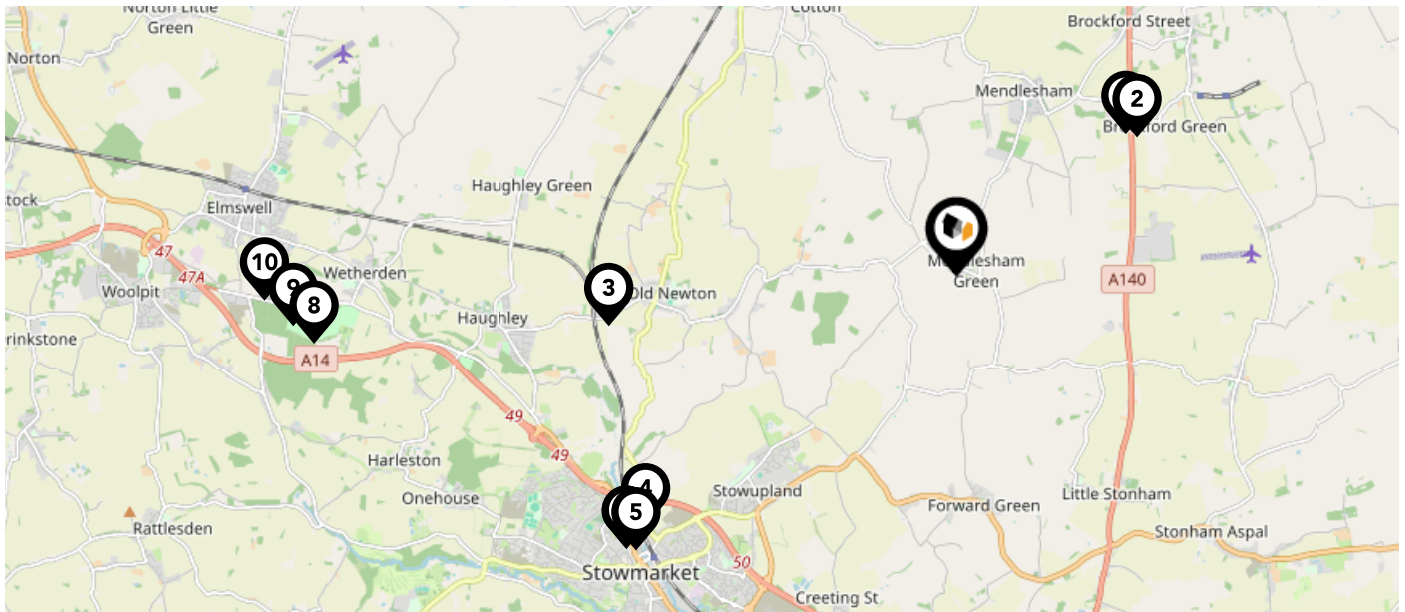 Norton Little
Green
Cotton
Brockford Street
Norton
Mendlesham
2
Brockford Green
Haughley Green
stock
Elmswell
47
10
Wetherden
47A
9
Woolpit
8
3
Old Newton
Mendlesham
Green
A140
Haughley
rinkstone
A14
49
49
Harleston
4
Onehouse
5
Stowupland
Little Stonham
Forward Green
Rattlesden
Stonham Aspal
50
Stowmarket
Creeting St